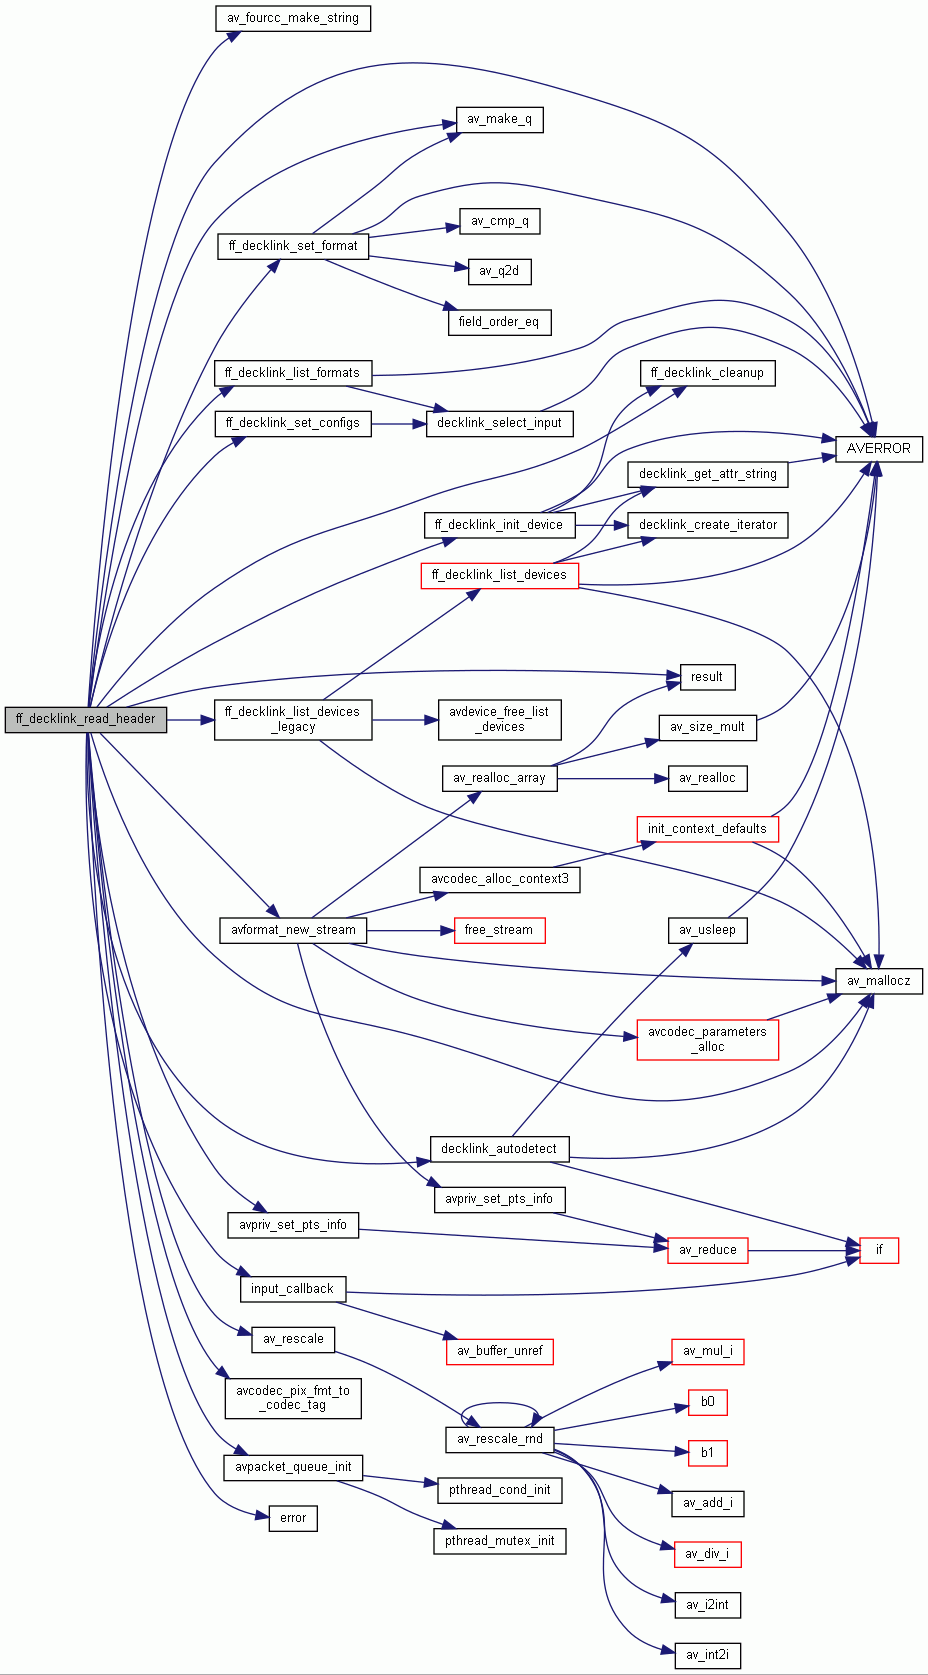 av_fourcc_make_string
av_make_q
av_cmp_q
ff_decklink_set_format
av_q2d
field_order_eq
ff_decklink_list_formats
ff_decklink_cleanup
ff_decklink_set_configs
decklink_select_input
AVERROR
decklink_get_attr_string
ff_decklink_init_device
decklink_create_iterator
ff_decklink_list_devices
result
ff_decklink_read_header
ff_decklink_list_devices
_legacy
avdevice_free_list
_devices
av_size_mult
av_realloc_array
av_realloc
init_context_defaults
avcodec_alloc_context3
avformat_new_stream
free_stream
av_usleep
av_mallocz
avcodec_parameters
_alloc
decklink_autodetect
avpriv_set_pts_info
avpriv_set_pts_info
av_reduce
if
input_callback
av_rescale
av_buffer_unref
av_mul_i
avcodec_pix_fmt_to
_codec_tag
b0
av_rescale_rnd
b1
avpacket_queue_init
pthread_cond_init
av_add_i
error
pthread_mutex_init
av_div_i
av_i2int
av_int2i